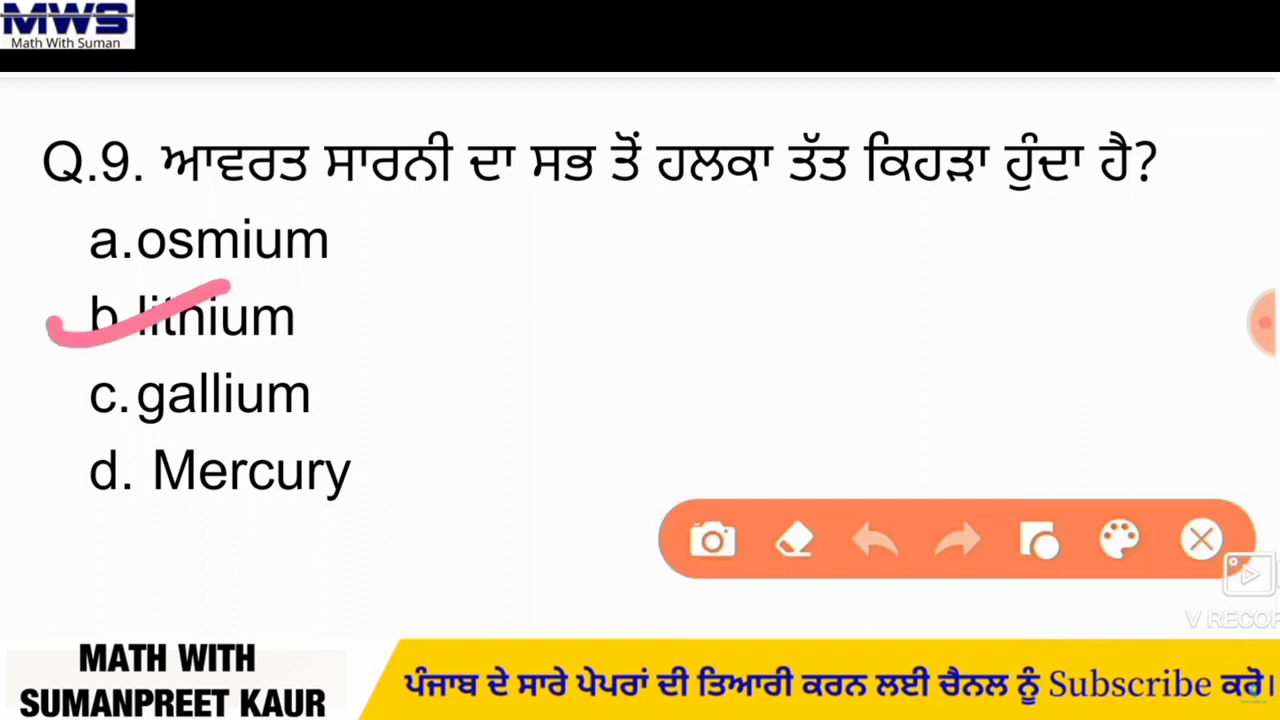 MWS
Math With Suman
Q.9. ਆਵਰਤ ਸਾਰਨੀ ਦਾ ਸਭ ਤੋਂ ਹਲਕਾ ਤੱਤ ਕਿਹੜਾ ਹੁੰਦਾ ਹੈ?
a.osmium
b.lithium
c.gallium
d. Mercury
V RECOR
MATH WITH
SUMANPREET KAUR
ਪੰਜਾਬ ਦੇ ਸਾਰੇ ਪੇਪਰਾਂ ਦੀ ਤਿਆਰੀ ਕਰਨ ਲਈ ਚੈਨਲ ਨੂੰ Subscribe ਕਰੋ।